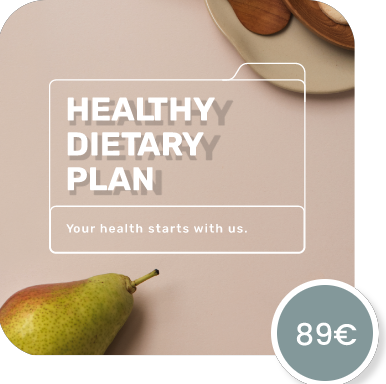 HEALTHY
DIETARY
PLAN
Your health starts with us.
89€